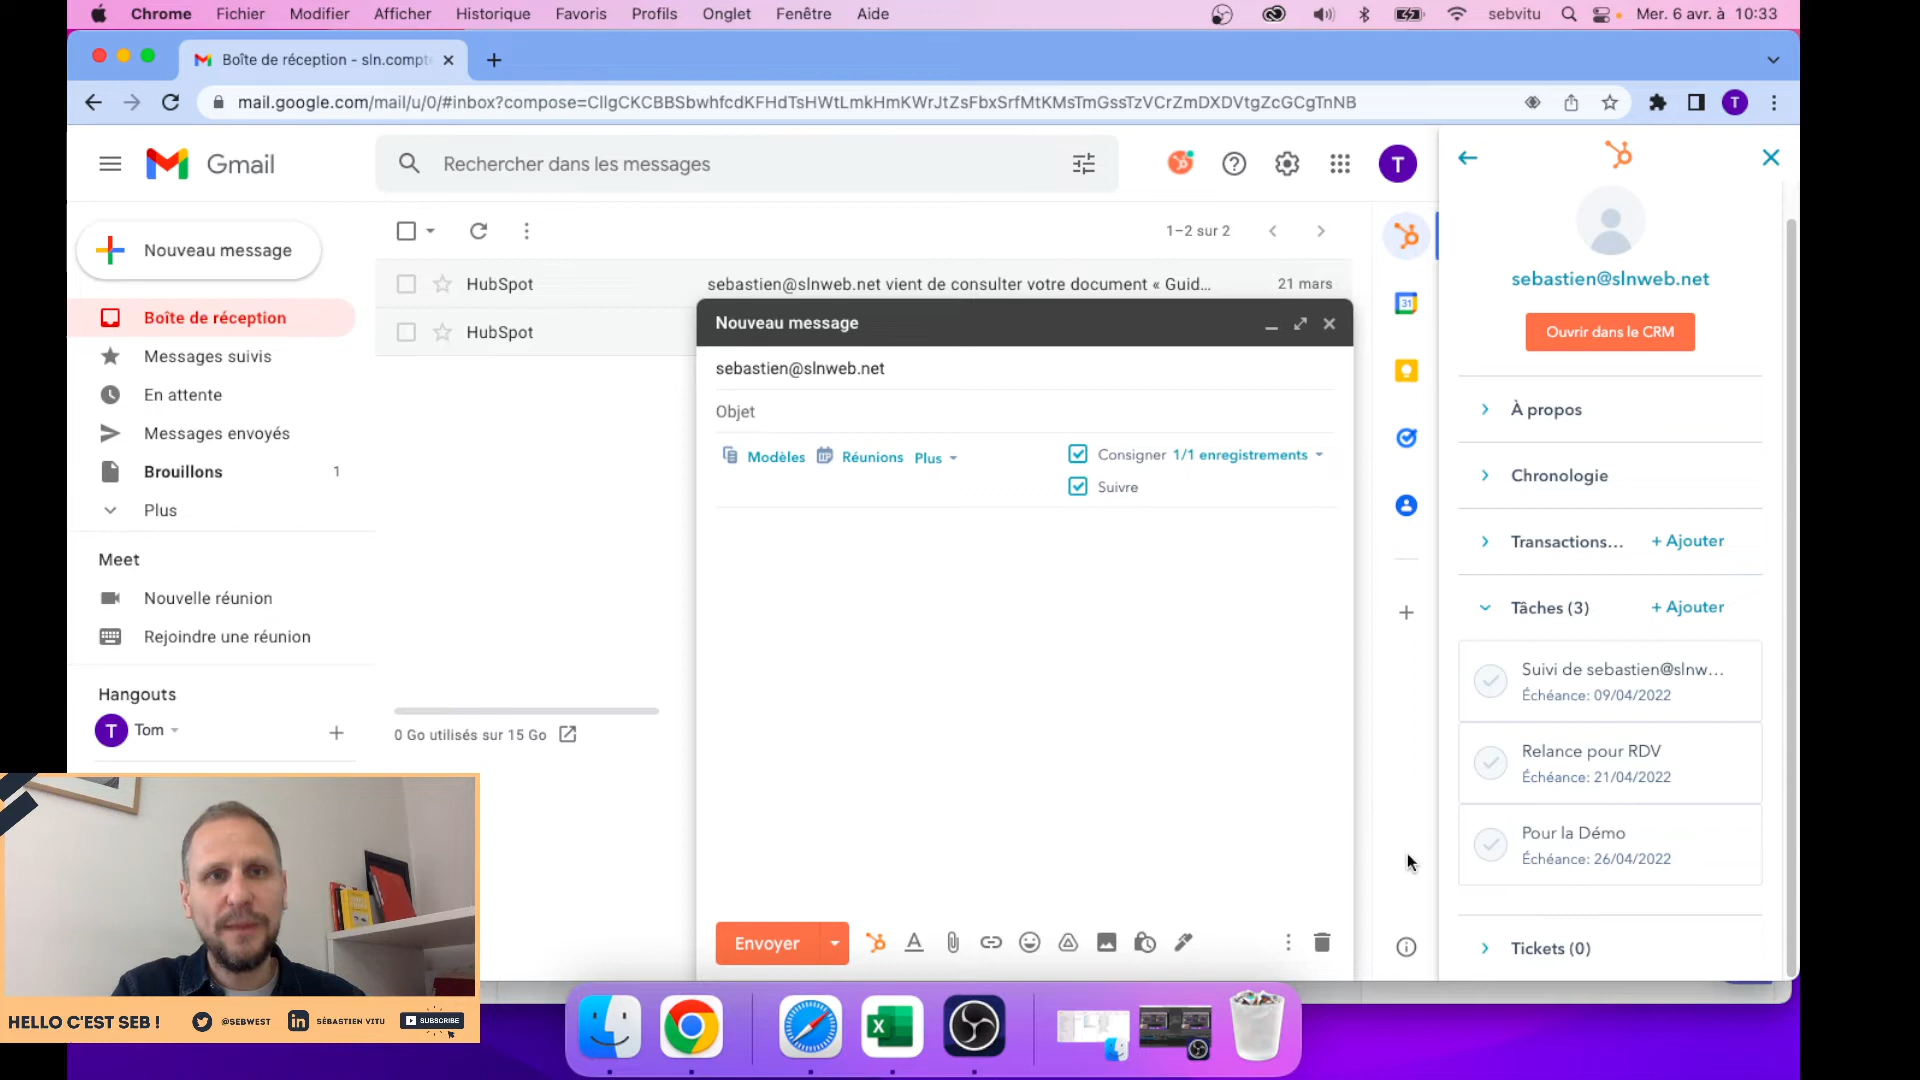 Chrome Fichier Modifier Afficher Historique Favoris Profils Onglet Fenêtre Aide sebvitu Mer. 6 avr. à 10:33
Boîte de réception - sln.compt
mail.google.com/mail/u/0/#inbox?compose=CllgCKCBBSbwhfcdKFHdTsHWtLmkHmKWrJtZsFbxSrfMtKMsTmGssTzVCrZmDXDVtgZcGCgTnNB T
Gmail
Rechercher dans les messages
T
Nouveau message
1–2 sur 2
Boîte de réception
Messages suivis
En attente
Messages envoyés
Brouillons 1
Plus
Meet
Nouvelle réunion
Rejoindre une réunion
Hangouts
T Tom
HubSpot sebastien@slnweb.net vient de consulter votre document « Guid... 21 mars
HubSpot
0 Go utilisés sur 15 Go
Nouveau message
sebastien@slnweb.net
Objet
Modèles Réunions Plus
Consigner 1/1 enregistrements
Suivre
Envoyer
31
sebastien@slnweb.net
Ouvrir dans le CRM
À propos
Chronologie
Transactions... + Ajouter
Tâches (3) + Ajouter
Suivi de sebastien@slnw...
Échéance: 09/04/2022
Relance pour RDV
Échéance: 21/04/2022
Pour la Démo
Échéance: 26/04/2022
Tickets (0)
HELLO C'EST SEB !
@SEBWEST
SÉBASTIEN VITU
SUBSCRIBE